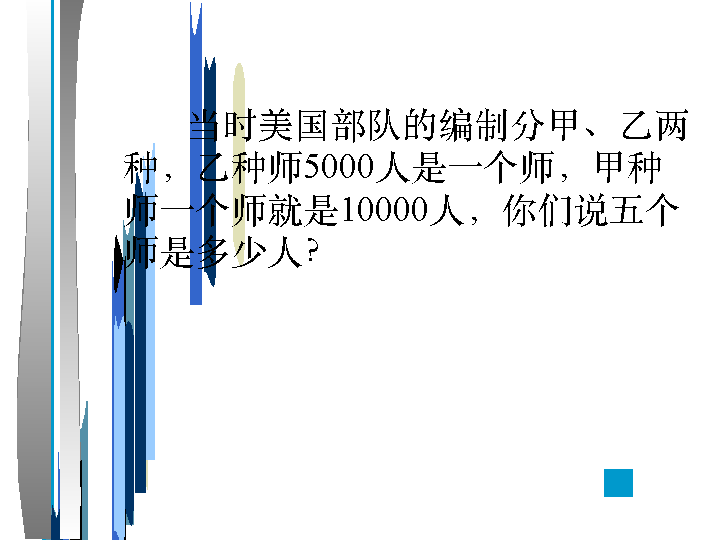 当时美国部队的编制分甲、乙两
种，乙种师5000人是一个师，甲种
师一个师就是10000人，你们说五个
师是多少人?